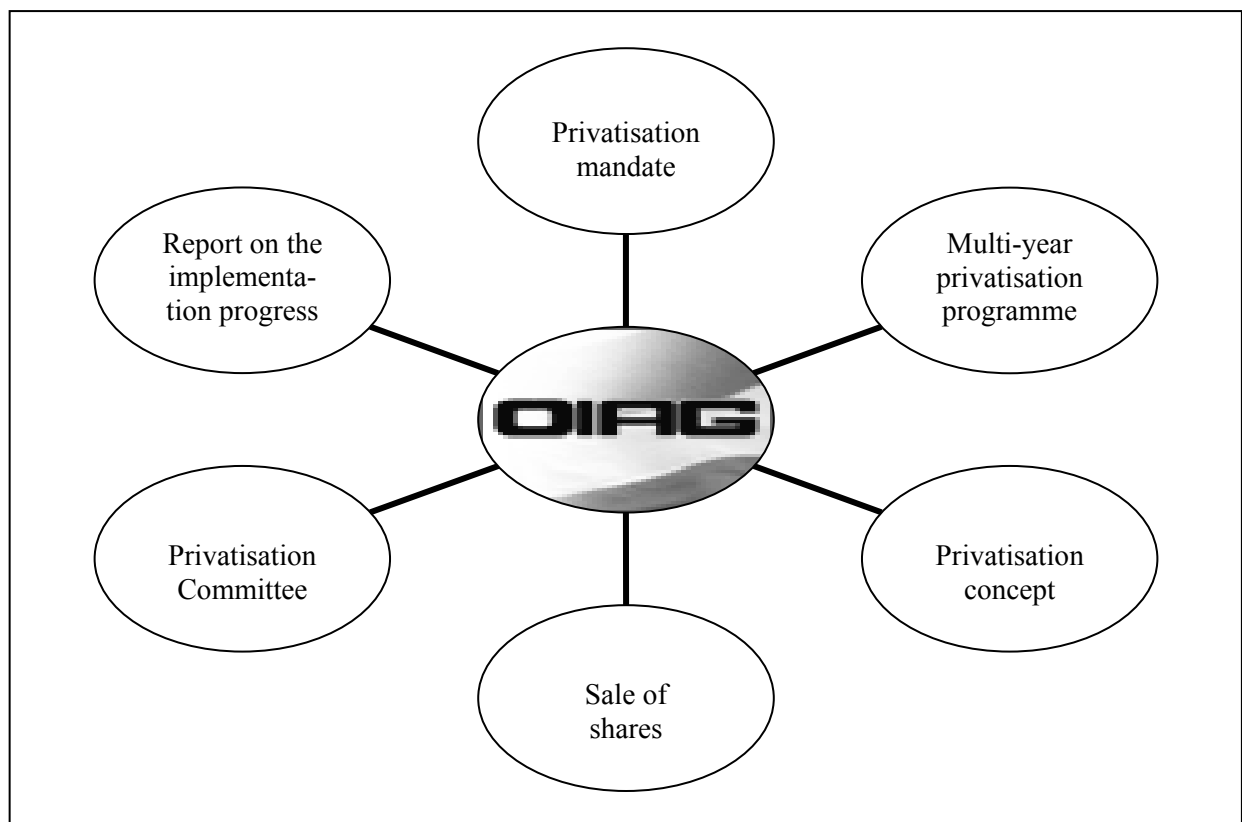 Privatisation
mandate
Report on the
implementa-
tion progress
Multi-year
privatisation
programme
OIAG
Privatisation
Committee
Privatisation
concept
Sale of
shares